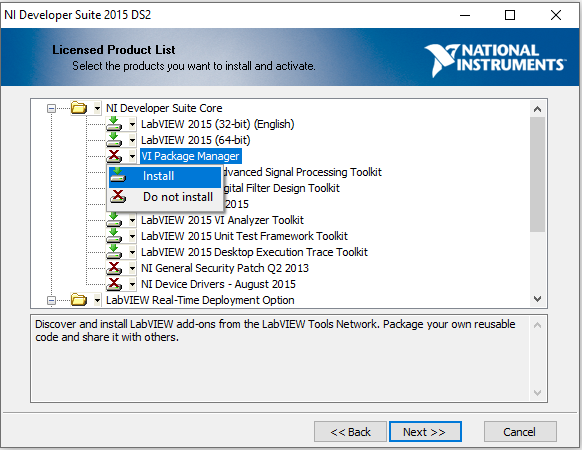 NI Developer Suite 2015 DS2
Licensed Product List
Select the products you want to install and activate.
NATIONAL
INSTRUMENTS
NI Developer Suite Core
LabVIEW 2015 (32-bit) (English)
LabVIEW 2015 (64-bit)
VI Package Manager
Install
Do not install
dvanced Signal Processing Toolkit
igital Filter Design Toolkit
2015
LabVIEW 2015 VI Analyzer Toolkit
LabVIEW 2015 Unit Test Framework Toolkit
LabVIEW 2015 Desktop Execution Trace Toolkit
NI General Security Patch Q2 2013
NI Device Drivers - August 2015
LabVIEW Real-Time Deployment Option
Discover and install LabVIEW add-ons from the LabVIEW Tools Network. Package your own reusable
code and share it with others.
<< Back
Next >>
Cancel